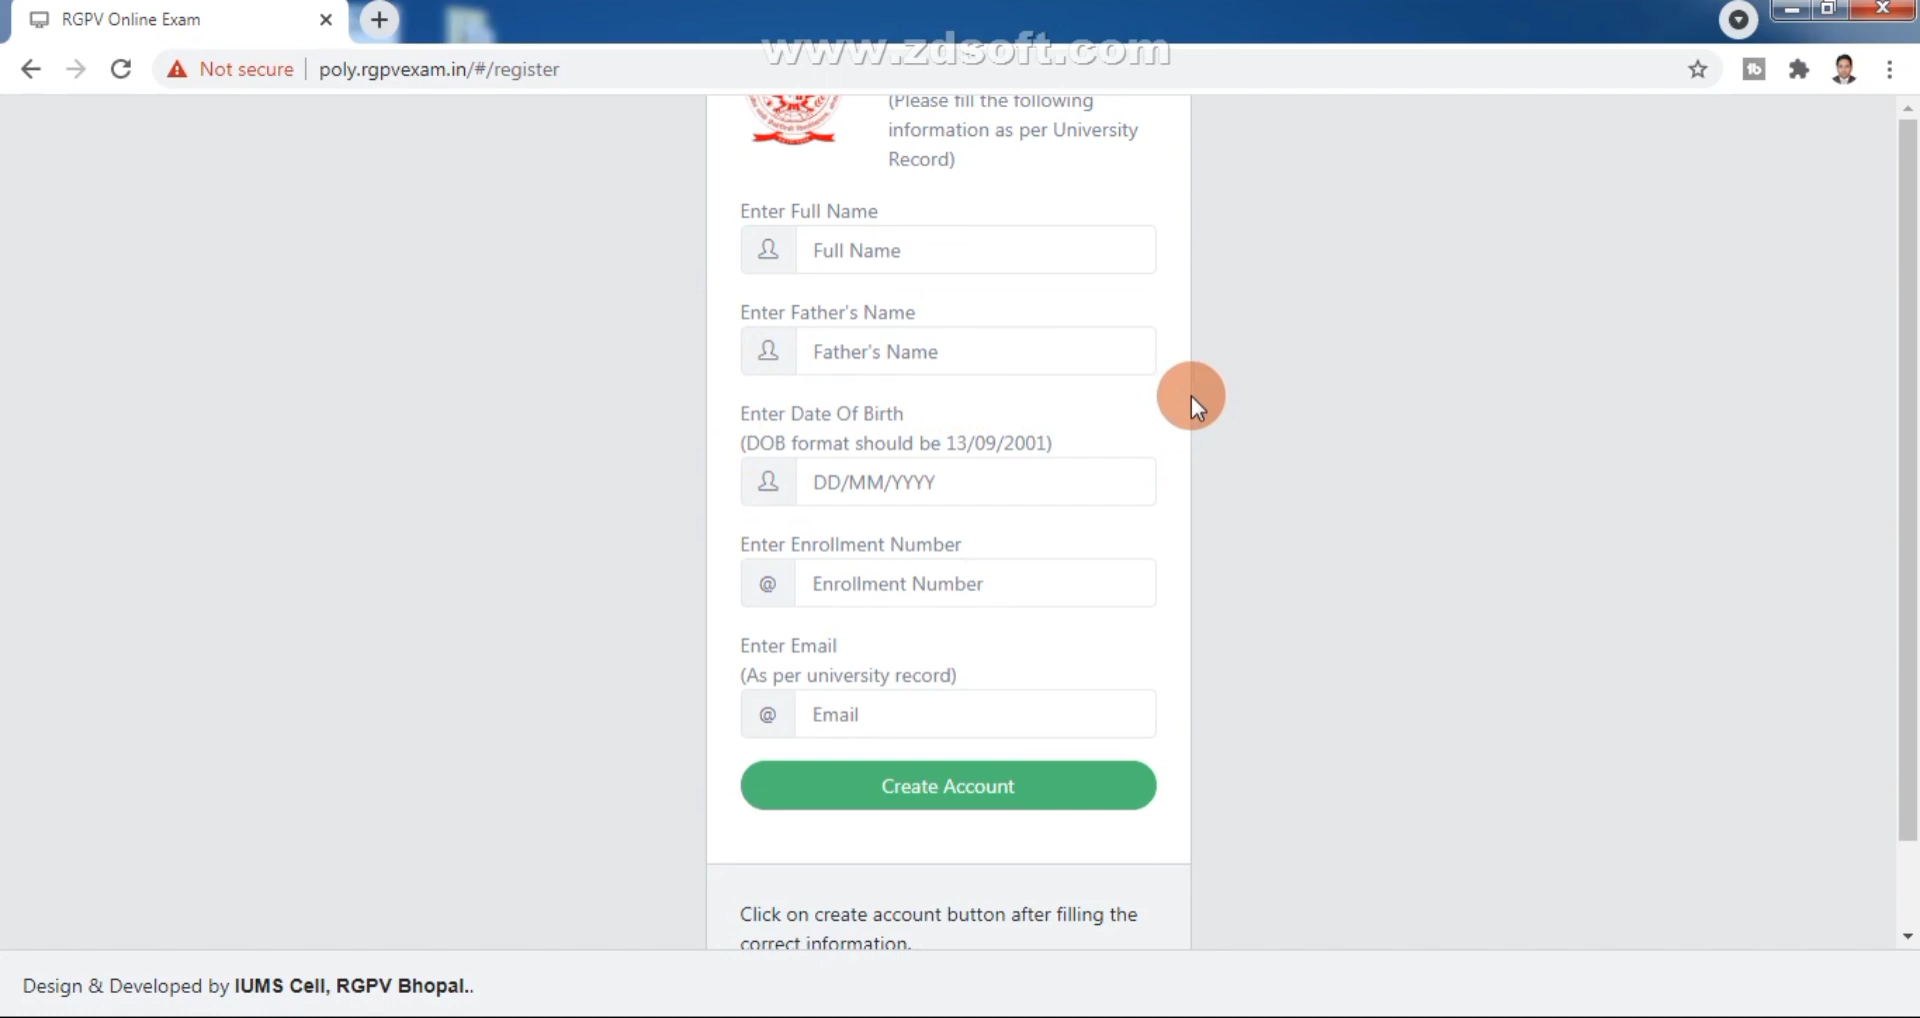 RGPV Online Exam
www.zdsoft.com
Not secure
poly.rgpvexam.in/#/register
(Please fill the following
information as per University
Record)
Enter Full Name
Full Name
Enter Father's Name
Father's Name
Enter Date Of Birth
(DOB format should be 13/09/2001)
DD/MM/YYYY
Enter Enrollment Number
@ Enrollment Number
Enter Email
(As per university record)
@ Email
Create Account
Click on create account button after filling the
correct information.
Design & Developed by IUMS Cell, RGPV Bhopal..